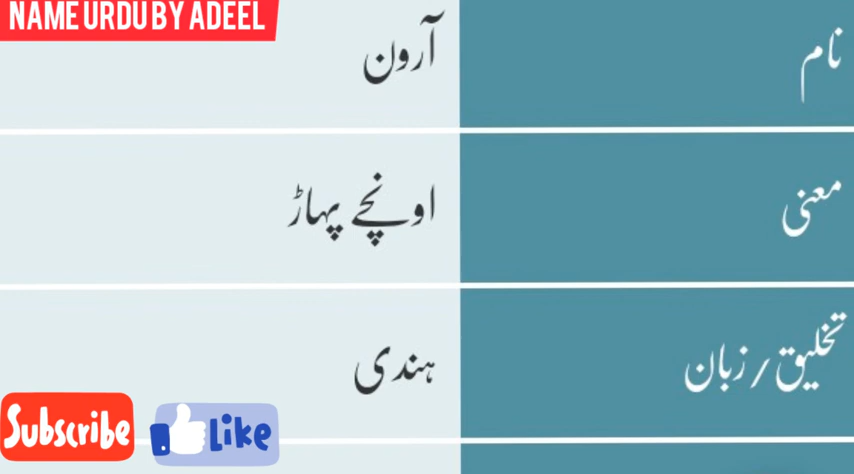 NAME URDU BY ADEEL
نام آرون
معنی اونچے پہاڑ
تخلیق/زبان ہندی
Subscribe
Like